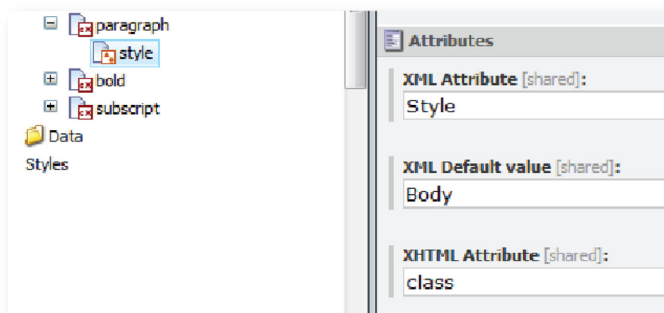 paragraph
style
bold
subscript
Data
Styles
Attributes
XML Attribute [shared]:
Style
XML Default value [shared]:
Body
XHTML Attribute [shared]:
class